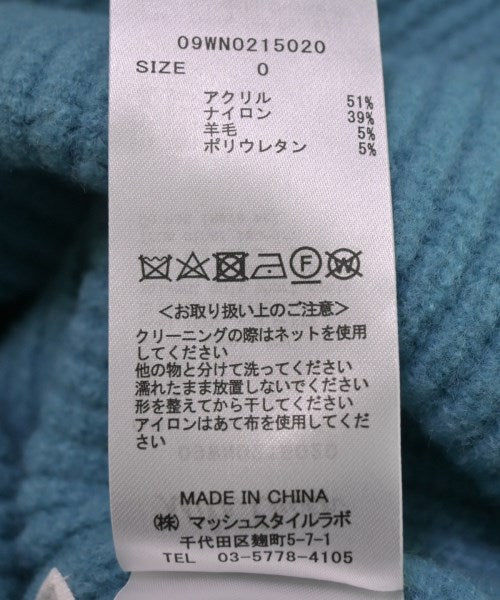 09WN0215020
SIZE 0
アクリル 51%
ナイロン 39%
羊毛 5%
ポリウレタン 5%
F W
<お取り扱い上のご注意>
クリーニングの際はネットを使用
してください
他の物と分けて洗ってください
濡れたまま放置しないでください
形を整えてから干してください
アイロンはあて布を使用してくだ
さい
MADE IN CHINA
(株) マッシュスタイルラボ
千代田区麹町5-7-1
TEL 03-5778-4105